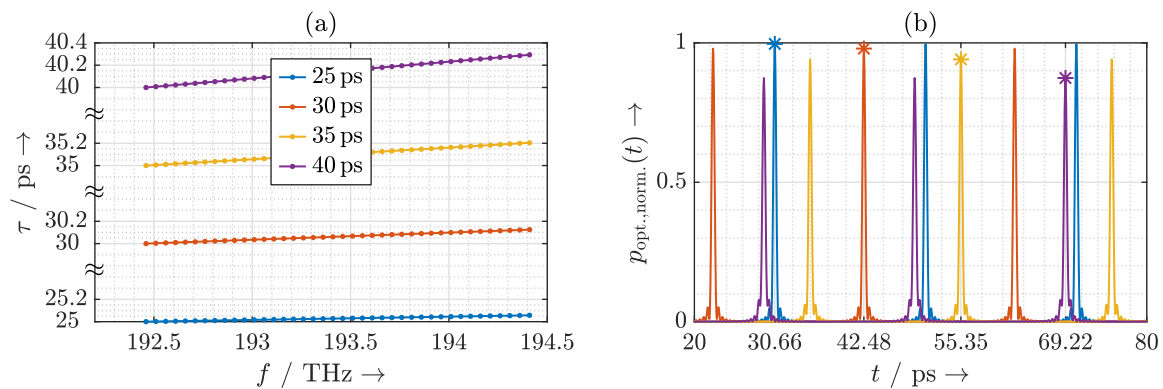 (a)
40.4
40.2
40
35.2
35
30.2
30
25.2
25
τ / ps →
25 ps
30 ps
35 ps
40 ps
192.5 193 193.5 194 194.5
f / THz →
(b)
1
0.5
0
p_opt.,norm.(t) →
20 30.66 42.48 55.35 69.22 80
t / ps →